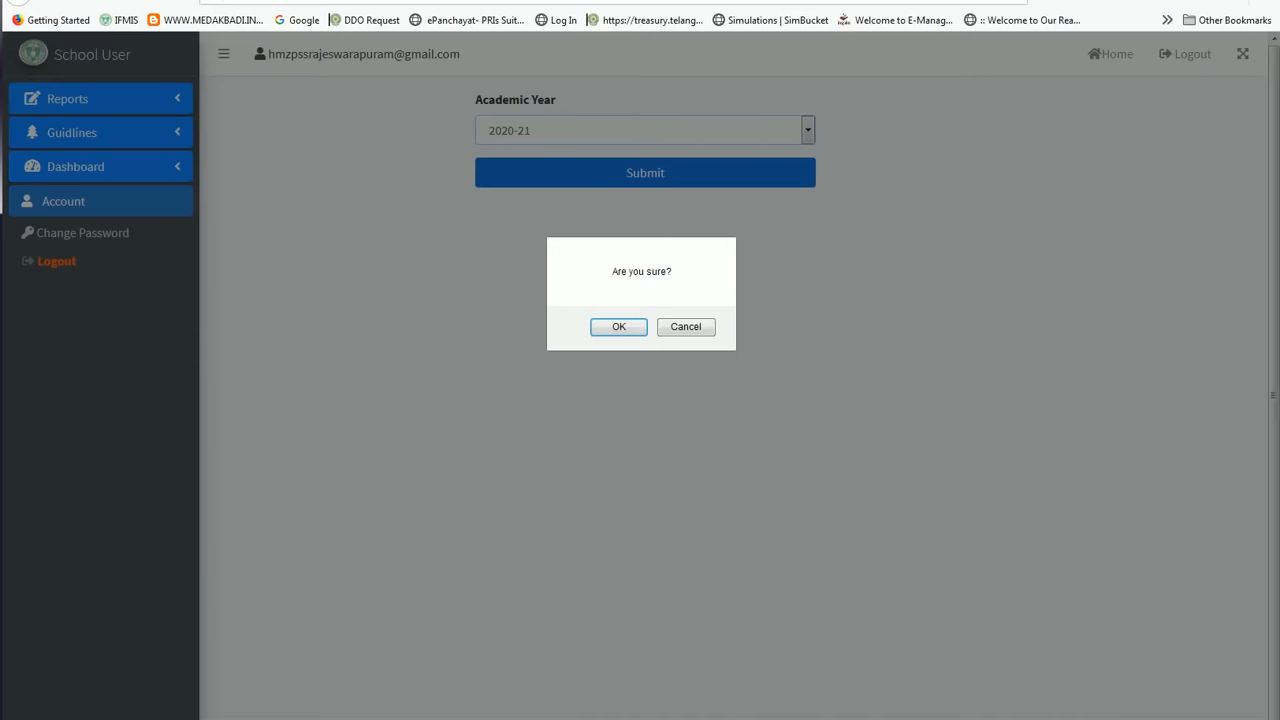 Getting Started IFMIS WWW.MEDAKBADI.IN... Google DDO Request ePanchayat- PRIs Suit... Log In https://treasury.telang... Simulations | SimBucket Welcome to E-Manag... :: Welcome to Our Rea... Other Bookmarks
School User hmzpssrajeswarapuram@gmail.com Home Logout
Reports
Guidlines
Dashboard
Account
Change Password
Logout
Academic Year
2020-21
Submit
Are you sure?
OK Cancel